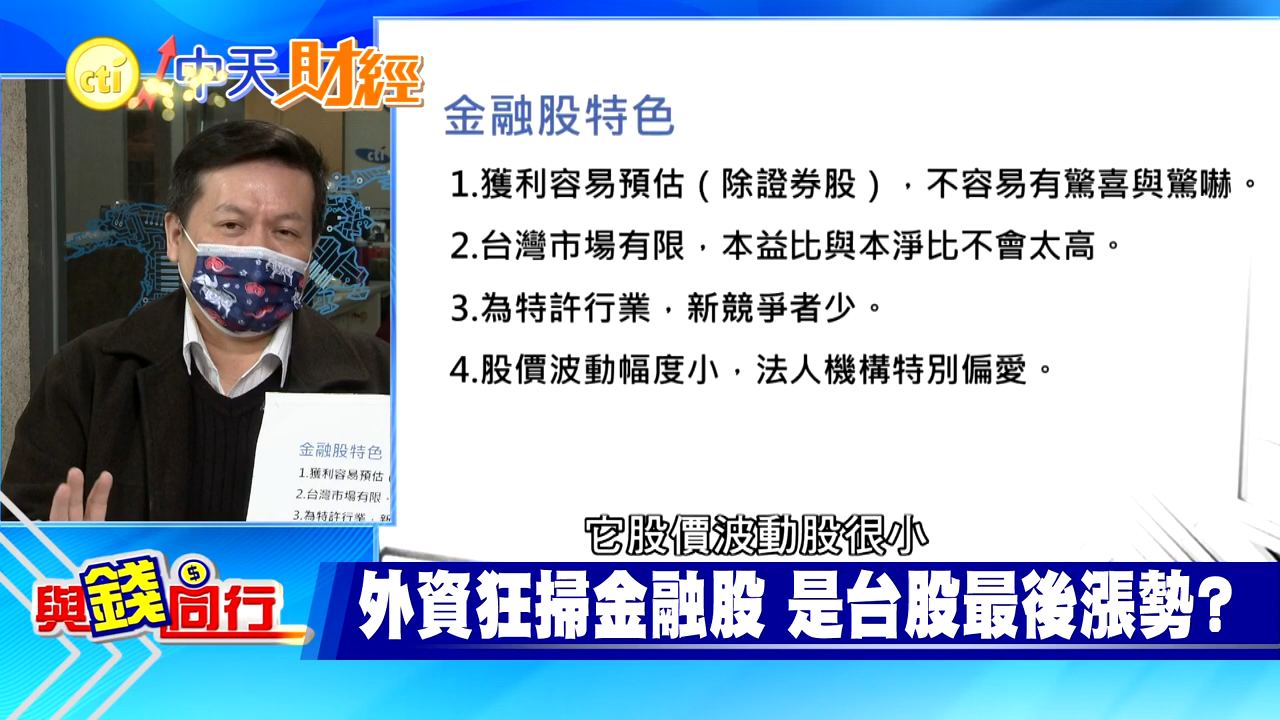 cti 中天財經
cti
金融股特色
1.獲利容易預估（除證券股），不容易有驚喜與驚嚇。
2.台灣市場有限，本益比與本淨比不會太高。
3.為特許行業，新競爭者少。
4.股價波動幅度小，法人機構特別偏愛。
金融股特色
1.獲利容易預估（
2.台灣市場有限，
3.為特許行業，新
它股價波動股很小
與錢同行
外資狂掃金融股 是台股最後漲勢?